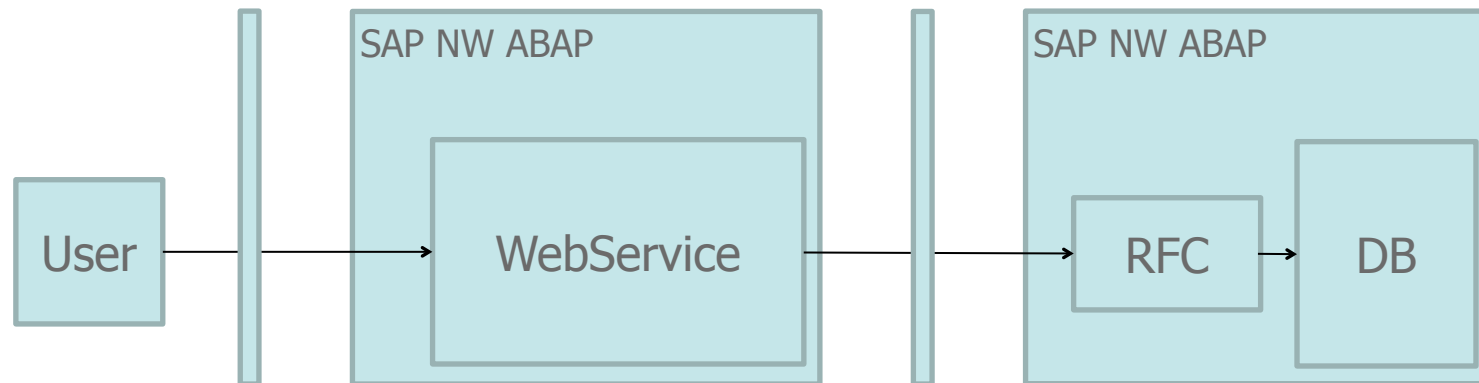 SAP NW ABAP
SAP NW ABAP
User
WebService
RFC
DB